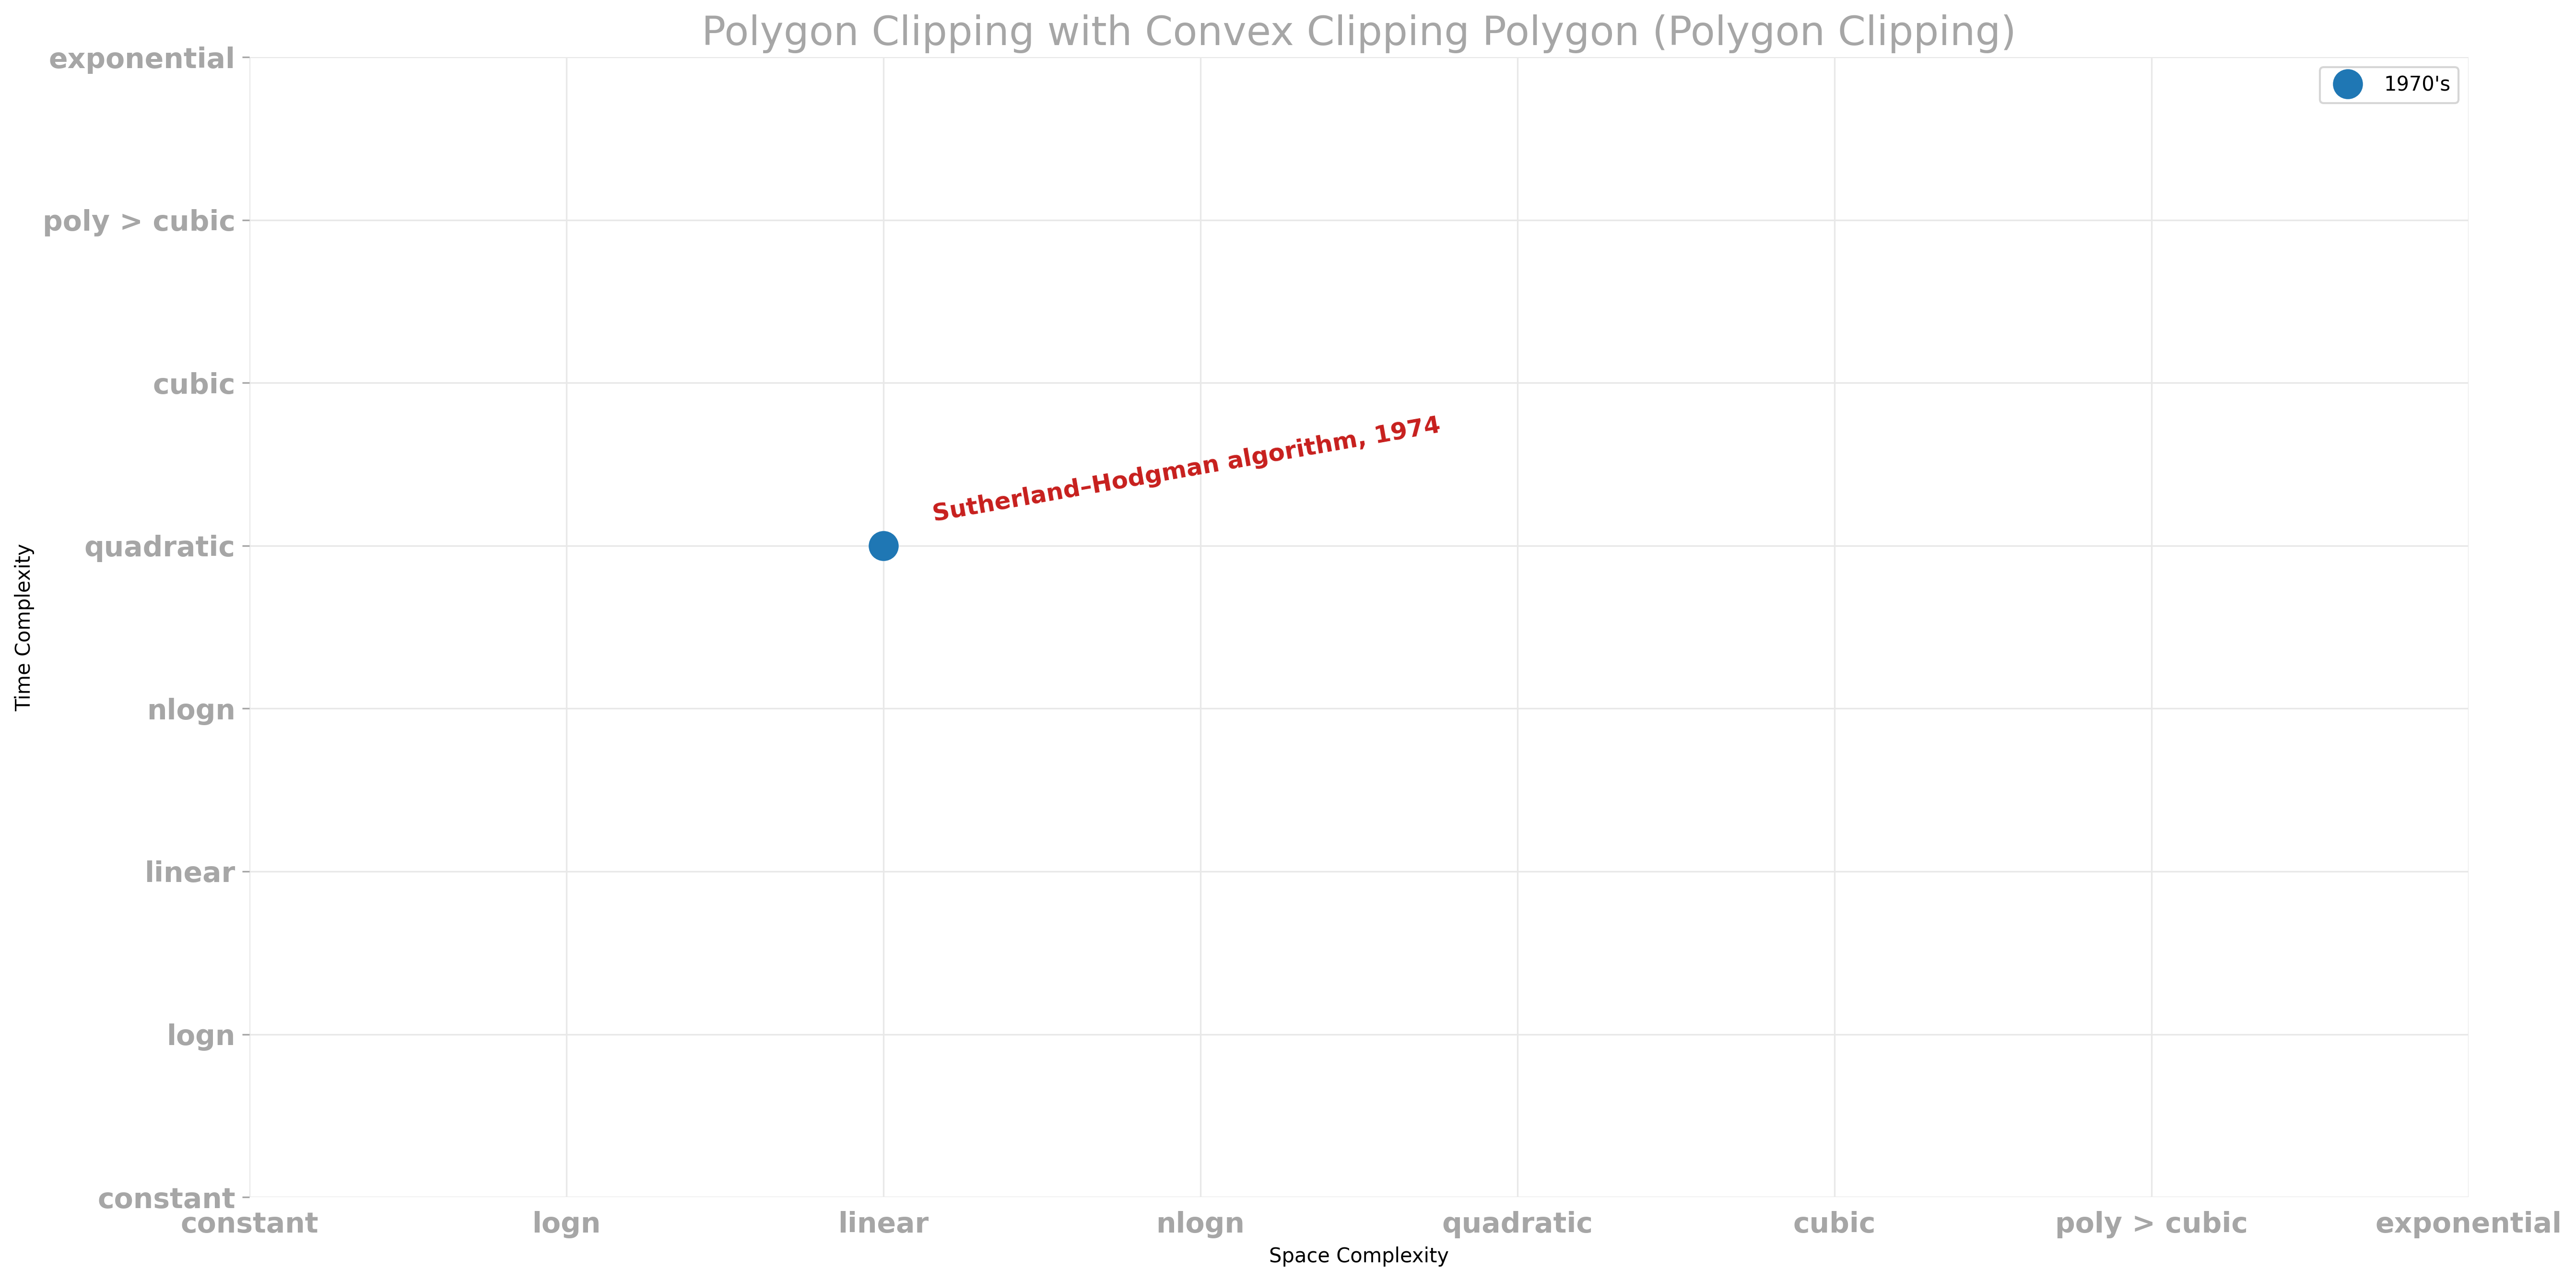 Polygon Clipping with Convex Clipping Polygon (Polygon Clipping)
exponential
1970's
poly > cubic
cubic
Sutherland–Hodgman algorithm, 1974
quadratic
Time Complexity
nlogn
linear
logn
constant
constant logn linear nlogn quadratic cubic poly > cubic exponential
Space Complexity